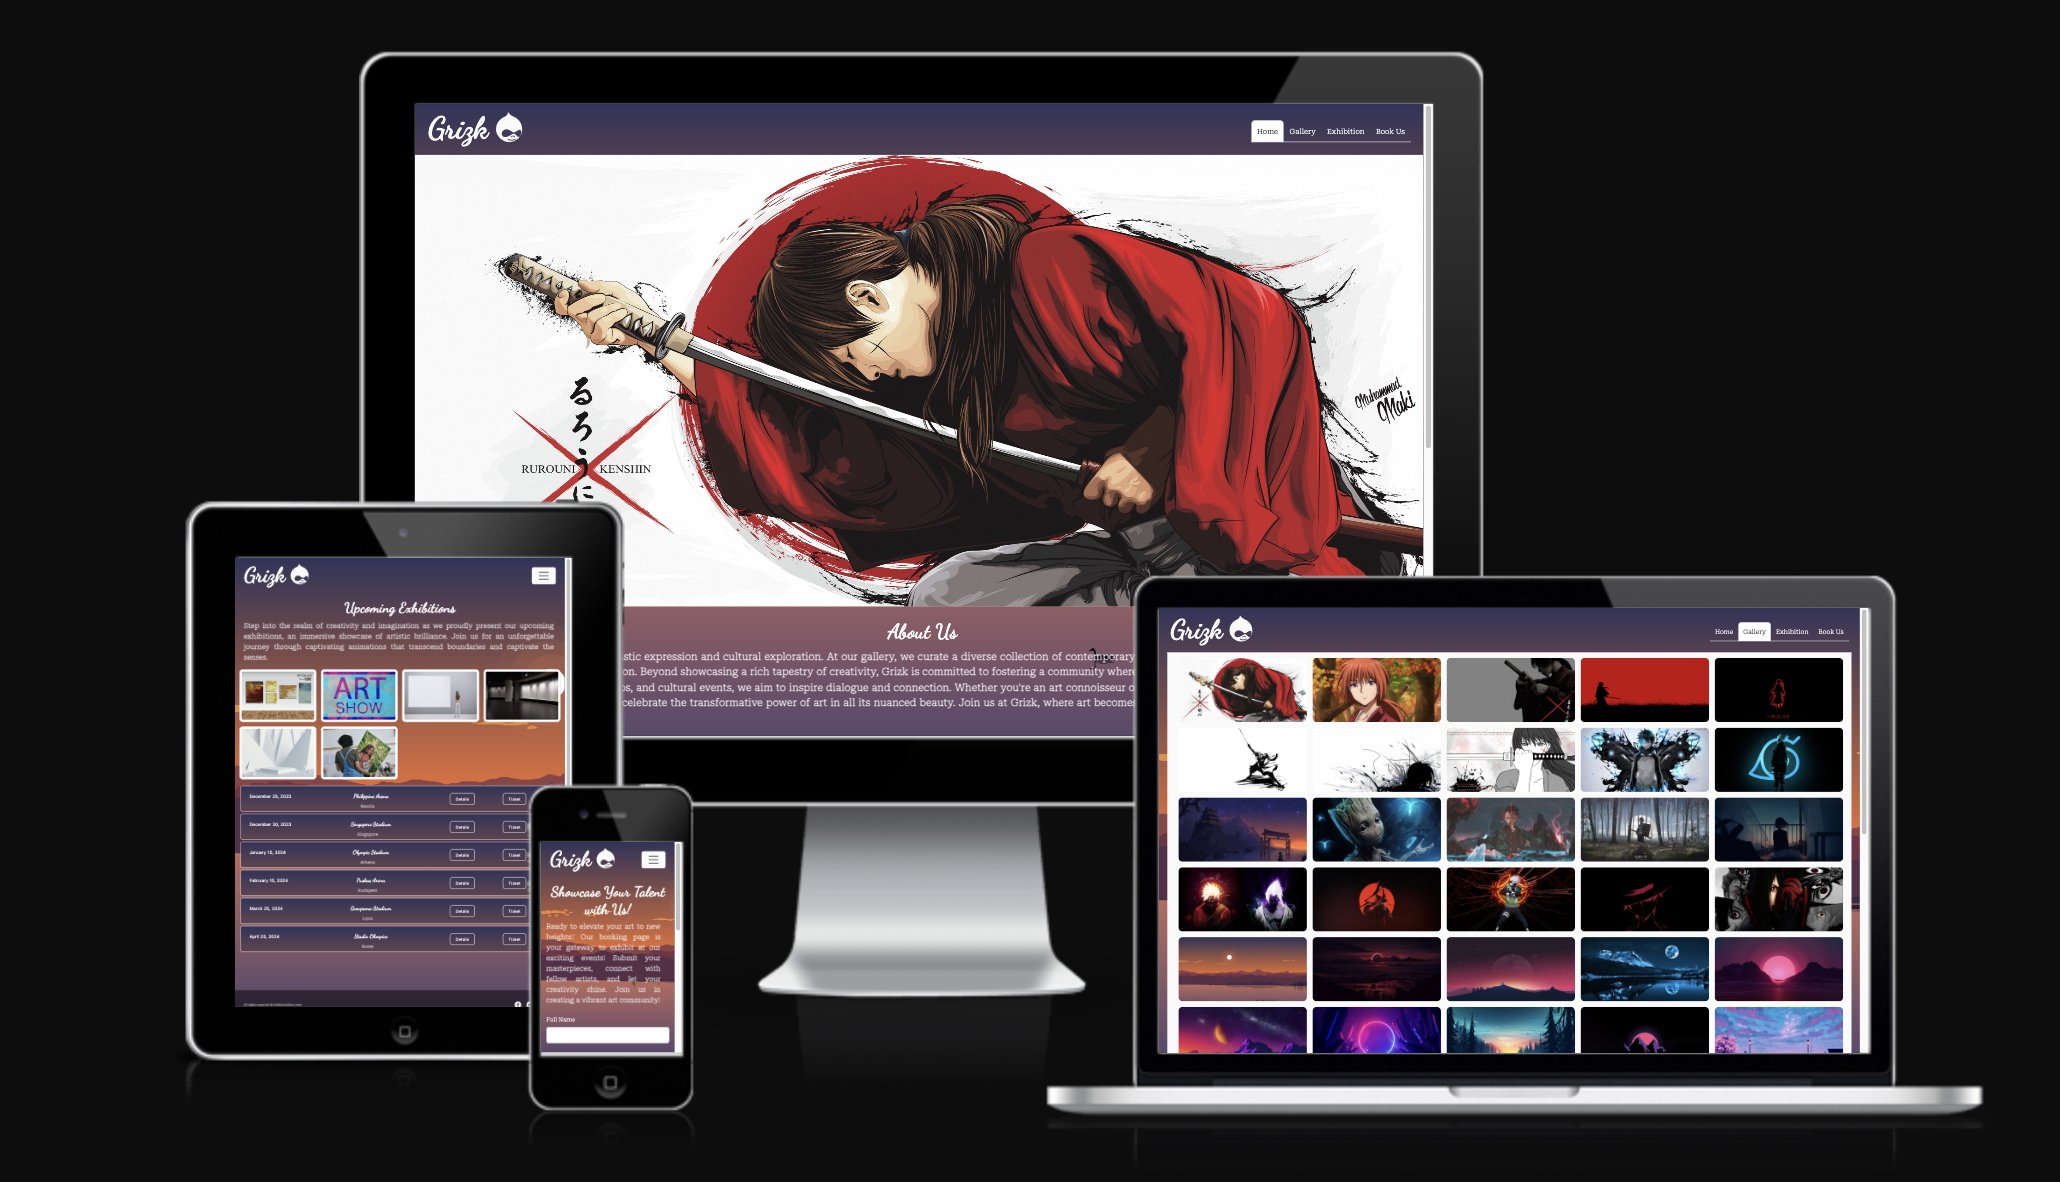 Grizk
Home Gallery Exhibition Book Us
るろうに
RUROUNI KENSHIN
Muhammad
Maki
About Us
stic expression and cultural exploration. At our gallery, we curate a diverse collection of contemporary
on. Beyond showcasing a rich tapestry of creativity, Grizk is committed to fostering a community where
s, and cultural events, we aim to inspire dialogue and connection. Whether you're an art connoisseur o
celebrate the transformative power of art in all its nuanced beauty. Join us at Grizk, where art become
Grizk
Upcoming Exhibitions
Step into the realm of creativity and imagination as we proudly present our upcoming
exhibitions, an immersive showcase of artistic brilliance. Join us for an unforgettable
journey through captivating animations that transcend boundaries and captivate the
senses.
ART
SHOW
December 25, 2023 Philippine Arena Details Ticket
Manila
December 30, 2023 Singapore Stadium Details Ticket
Singapore
January 15, 2024 Olympic Stadium Details Ticket
Athens
February 10, 2024 Puskas Arena Details Ticket
Budapest
March 25, 2024 Groupama Stadium Details Ticket
Lyon
April 20, 2024 Stadio Olimpico Details Ticket
Rome
Grizk
Showcase Your Talent
with Us!
Ready to elevate your art to new
heights? Our booking page is
your gateway to exhibit at our
exciting events! Submit your
masterpieces, connect with
fellow artists, and let your
creativity shine. Join us in
creating a vibrant art community!
Full Name
Grizk
Home Gallery Exhibition Book Us